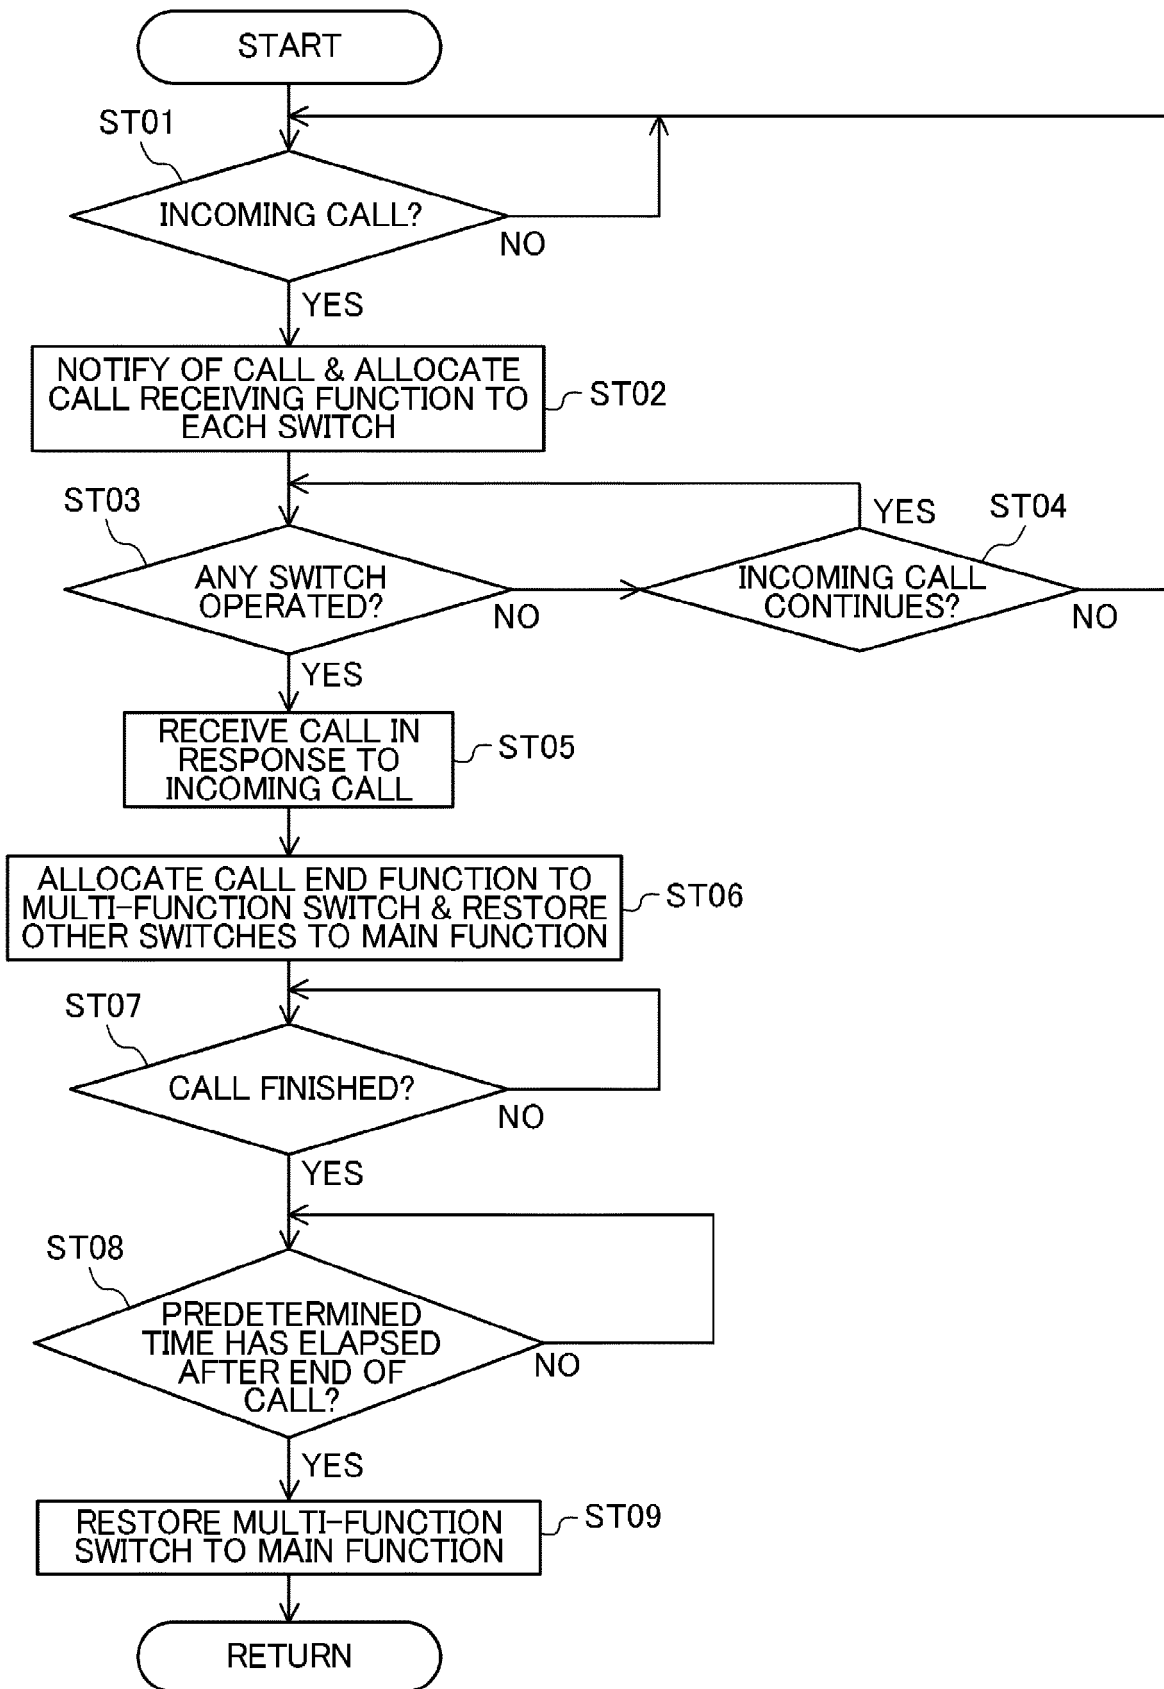 START
ST01
INCOMING CALL?
NO
YES
NOTIFY OF CALL & ALLOCATE
CALL RECEIVING FUNCTION TO
EACH SWITCH
ST02
ST03
ANY SWITCH
OPERATED?
NO
YES
ST04
INCOMING CALL
CONTINUES?
NO
YES
RECEIVE CALL IN
RESPONSE TO
INCOMING CALL
ST05
ALLOCATE CALL END FUNCTION TO
MULTI-FUNCTION SWITCH & RESTORE
OTHER SWITCHES TO MAIN FUNCTION
ST06
ST07
CALL FINISHED?
NO
YES
ST08
PREDETERMINED
TIME HAS ELAPSED
AFTER END OF
CALL?
NO
YES
RESTORE MULTI-FUNCTION
SWITCH TO MAIN FUNCTION
ST09
RETURN